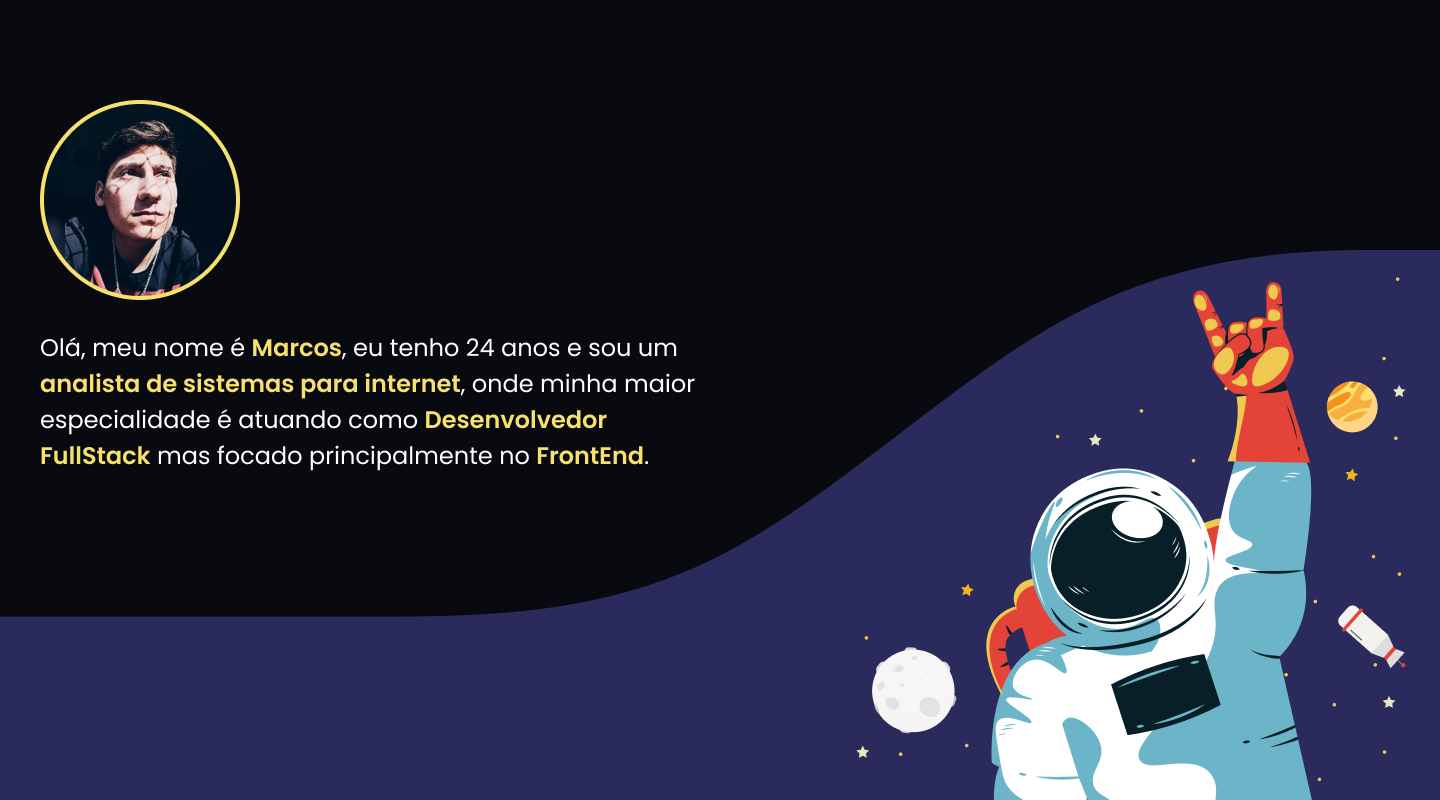 Olá, meu nome é Marcos, eu tenho 24 anos e sou um
analista de sistemas para internet, onde minha maior
especialidade é atuando como Desenvolvedor
FullStack mas focado principalmente no FrontEnd.